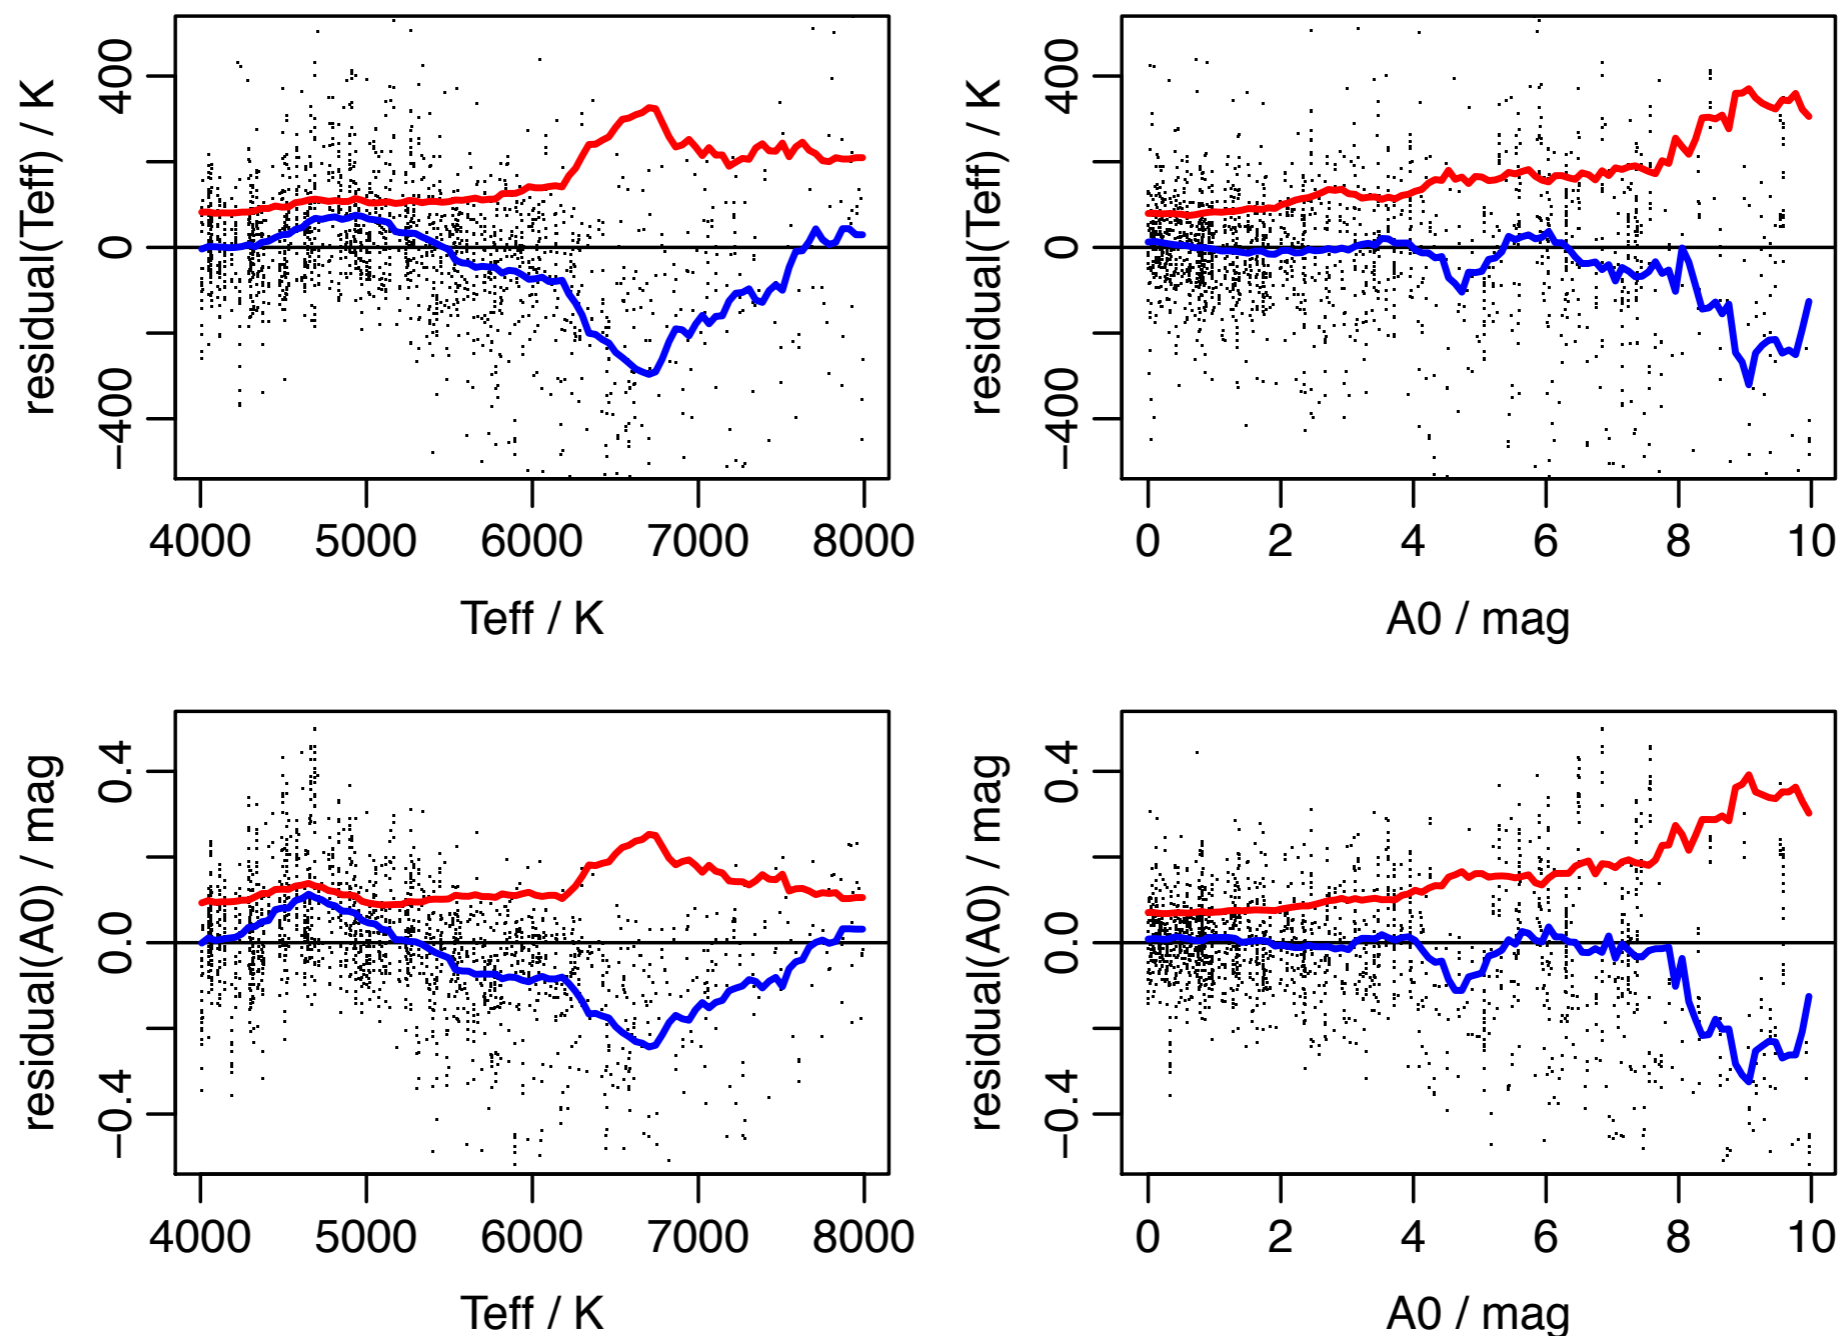 residual(Teff) / K
400
0
−400
4000 5000 6000 7000 8000
Teff / K
residual(Teff) / K
400
0
−400
0 2 4 6 8 10
A0 / mag
residual(A0) / mag
0.4
0.0
−0.4
4000 5000 6000 7000 8000
Teff / K
residual(A0) / mag
0.4
0.0
−0.4
0 2 4 6 8 10
A0 / mag